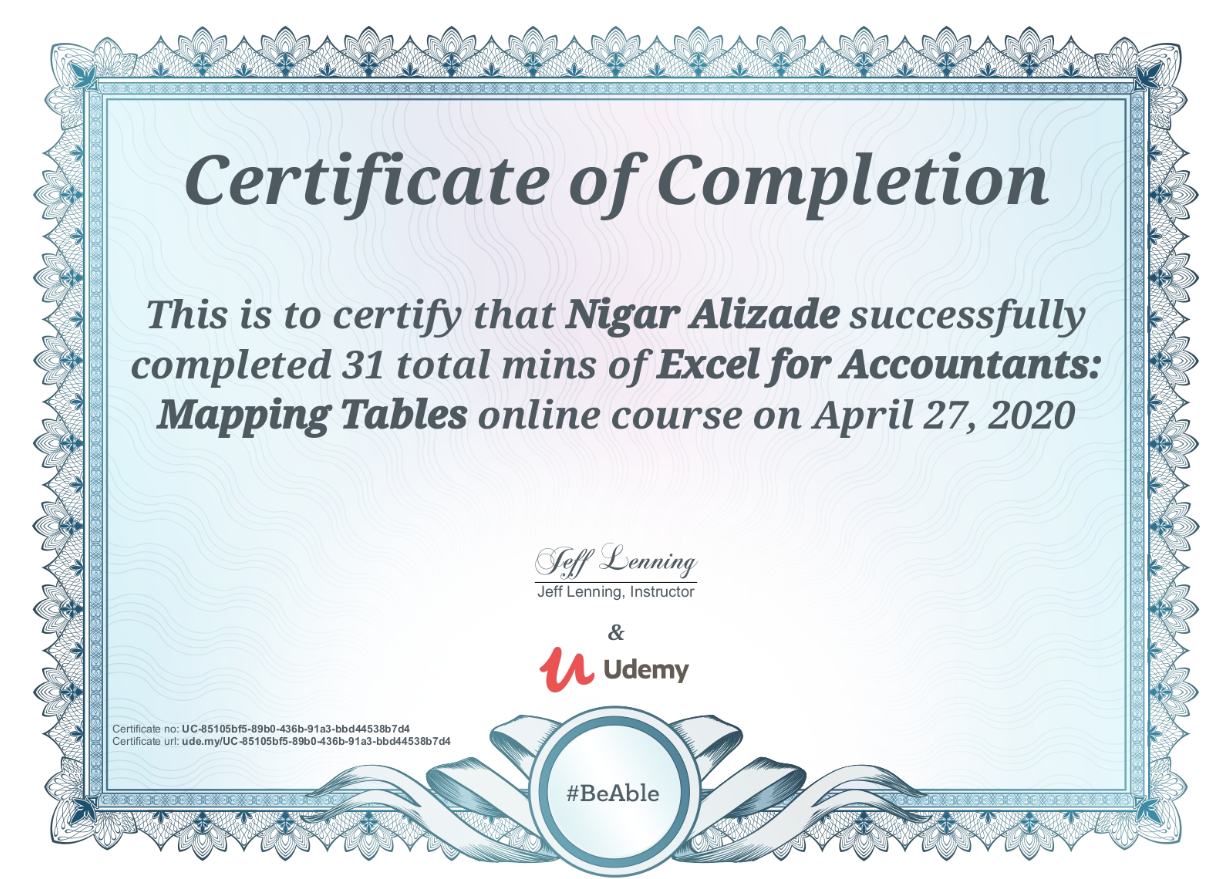 Certificate of Completion
This is to certify that Nigar Alizade successfully
completed 31 total mins of Excel for Accountants:
Mapping Tables online course on April 27, 2020
Jeff Lenning
Jeff Lenning, Instructor
&
Udemy
Certificate no: UC-85105bf5-89b0-436b-91a3-bbd44538b7d4
Certificate url: ude.my/UC-85105bf5-89b0-436b-91a3-bbd44538b7d4
#BeAble